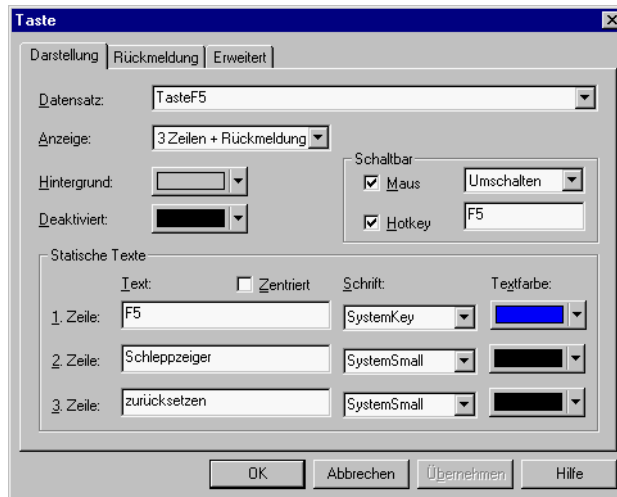 Taste
Darstellung Rückmeldung Erweitert
Datensatz: TasteF5
Anzeige: 3 Zeilen + Rückmeldung
Schaltbar
Hintergrund: Maus Umschalten
Deaktiviert: Hotkey F5
Statische Texte
Text: Zentriert Schrift: Textfarbe:
1. Zeile: F5 SystemKey
2. Zeile: Schleppzeiger SystemSmall
3. Zeile: zurücksetzen SystemSmall
OK Abbrechen Übernehmen Hilfe